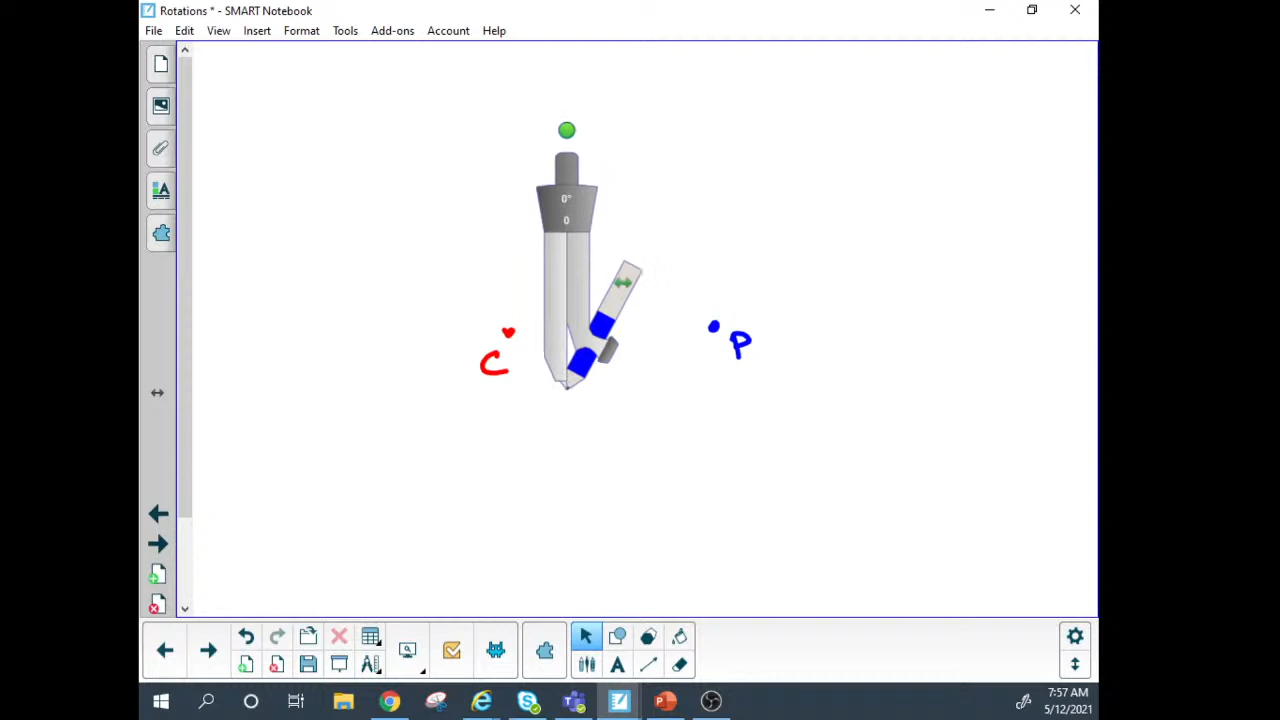 Rotations * - SMART Notebook
File Edit View Insert Format Tools Add-ons Account Help
0°
0
C
P
7:57 AM
5/12/2021